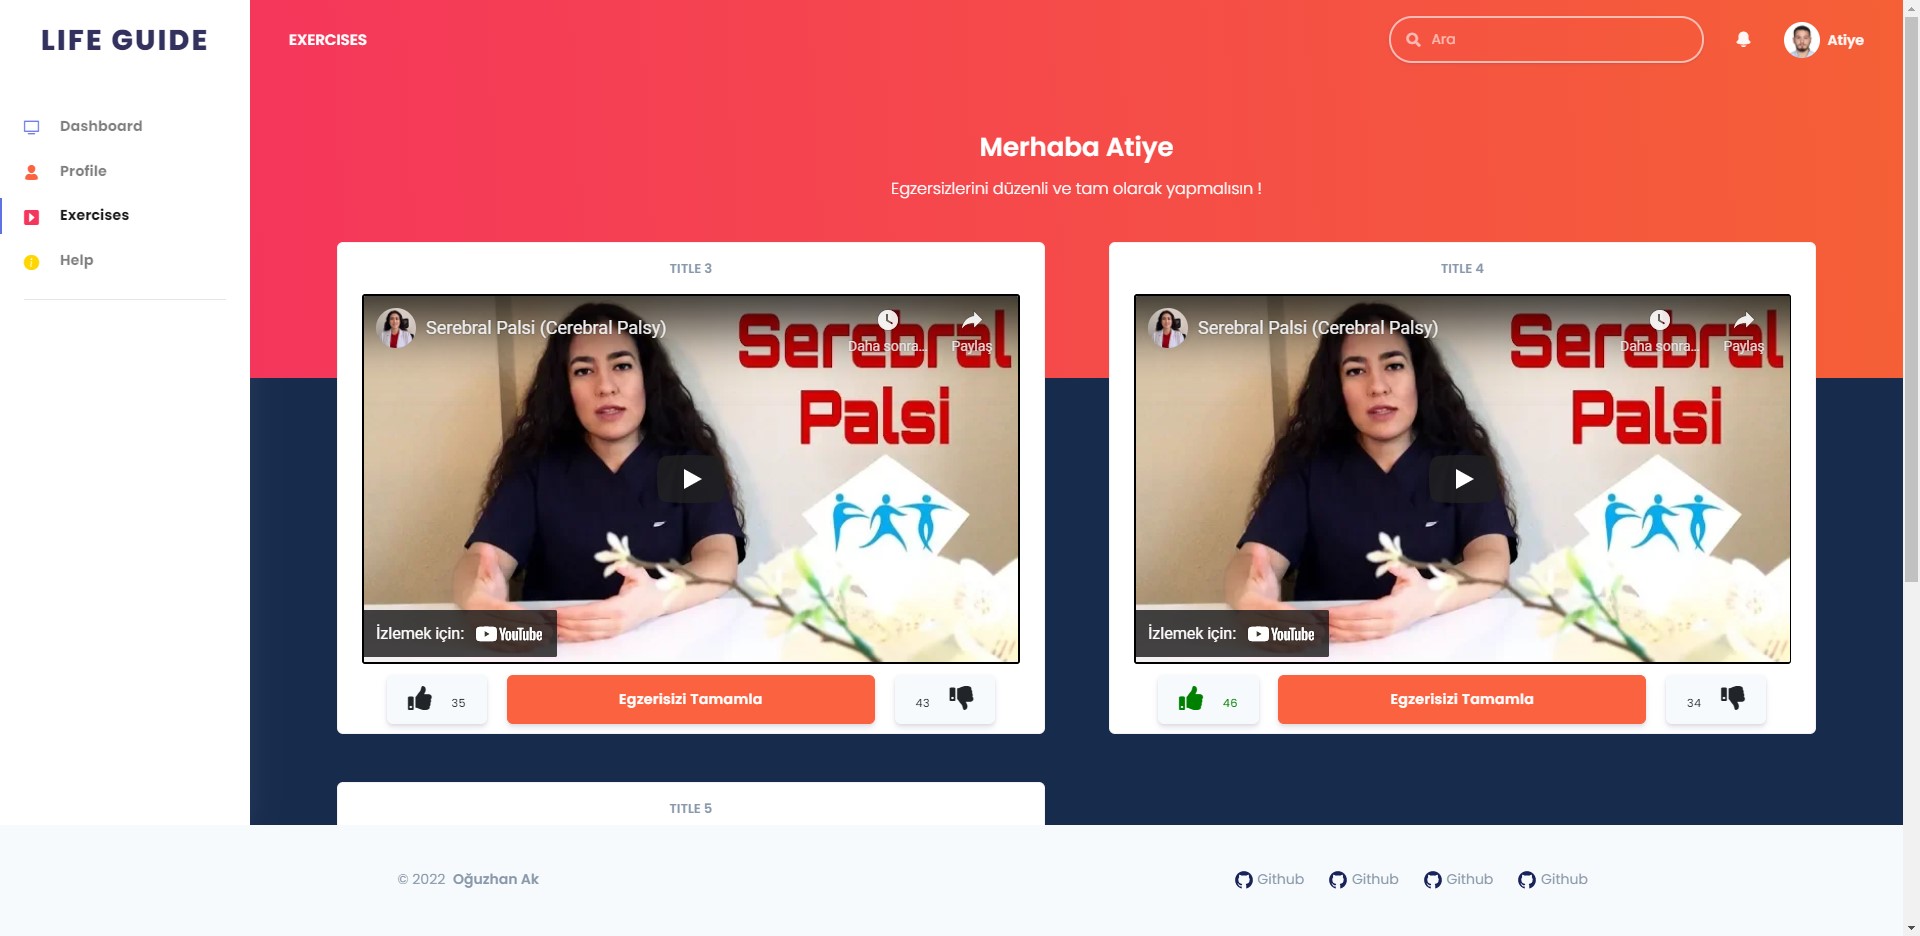 LIFE GUIDE
Dashboard
Profile
Exercises
Help
EXERCISES
Ara
Atiye
Merhaba Atiye
Egzersizlerini düzenli ve tam olarak yapmalısın !
TITLE 3
Serebral Palsi (Cerebral Palsy)
Daha sonra...
Paylaş
Serebral
Palsi
FAT
İzlemek için: YouTube
35
Egzerisizi Tamamla
43
TITLE 4
Serebral Palsi (Cerebral Palsy)
Daha sonra...
Paylaş
Serebral
Palsi
FAT
İzlemek için: YouTube
46
Egzerisizi Tamamla
34
TITLE 5
© 2022 Oğuzhan Ak
Github Github Github Github